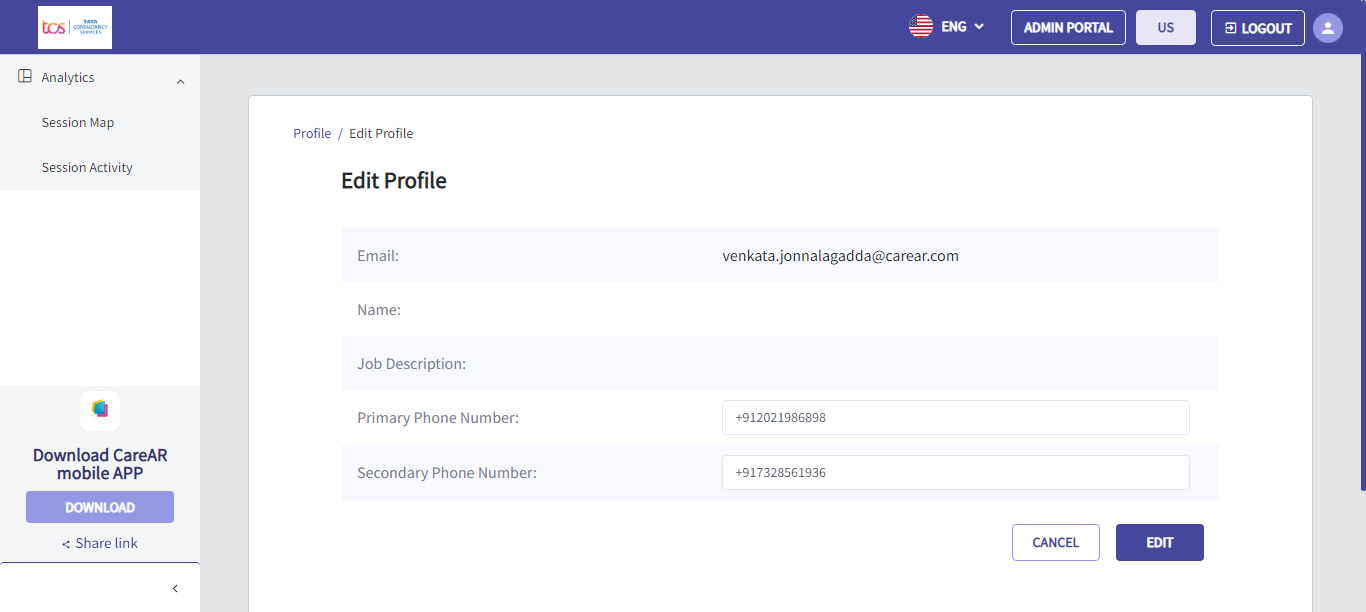 tcs TATA CONSULTANCY SERVICES
ENG
ADMIN PORTAL
US
LOGOUT
Analytics
Session Map
Session Activity
Download CareAR
mobile APP
DOWNLOAD
Share link
Profile / Edit Profile
Edit Profile
Email: venkata.jonnalagadda@carear.com
Name:
Job Description:
Primary Phone Number: +912021986898
Secondary Phone Number: +917328561936
CANCEL
EDIT